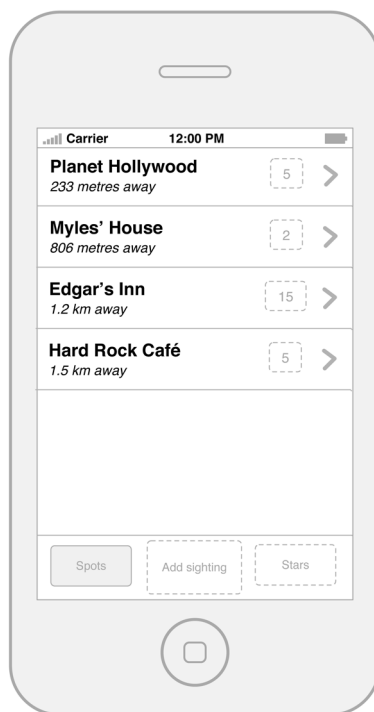 Carrier 12:00 PM
Planet Hollywood 5
233 metres away
Myles’ House 2
806 metres away
Edgar’s Inn 15
1.2 km away
Hard Rock Café 5
1.5 km away
Spots Add sighting Stars